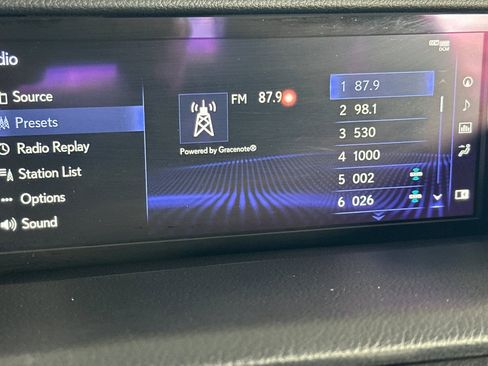 dio
DCM
Source
Presets
Radio Replay
Station List
Options
Sound
FM 87.9
Powered by Gracenote®
1 87.9
2 98.1
3 530
4 1000
5 002
6 026